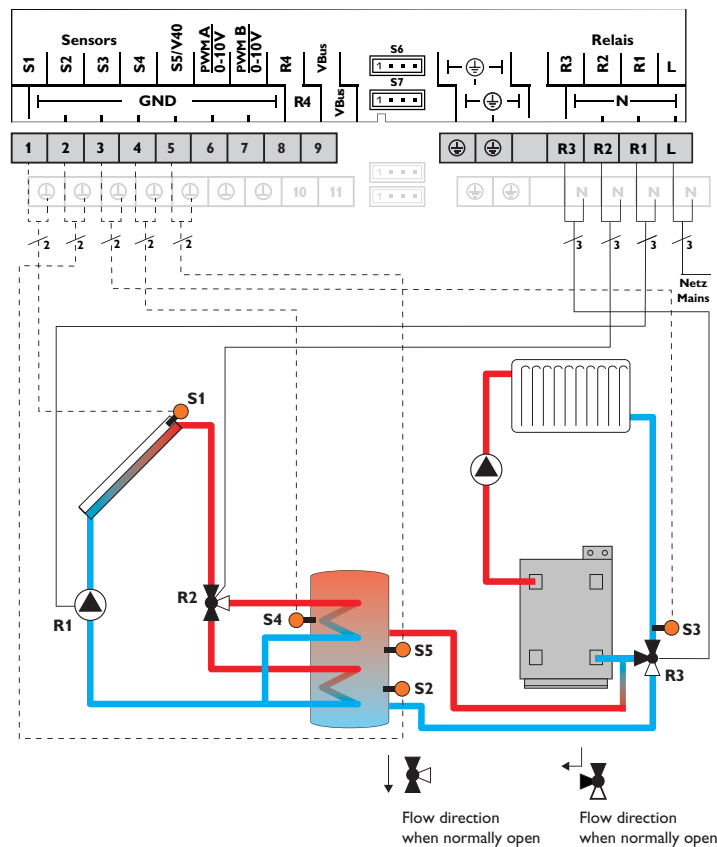 Sensors
Relais
S1 S2 S3 S4 S5/V40 PWM A 0-10V PWM B 0-10V R4 VBus
S6
1
R3 R2 R1 L
S7
1
GND
R4
VBus
N
1 2 3 4 5 6 7 8 9
R3 R2 R1 L
1
1
10 11
N N N N
2 2 2 2 2
3 3 3 3
Netz
Mains
S1
R2
R1
S4
S5
S2
S3
R3
Flow direction
when normally open
Flow direction
when normally open